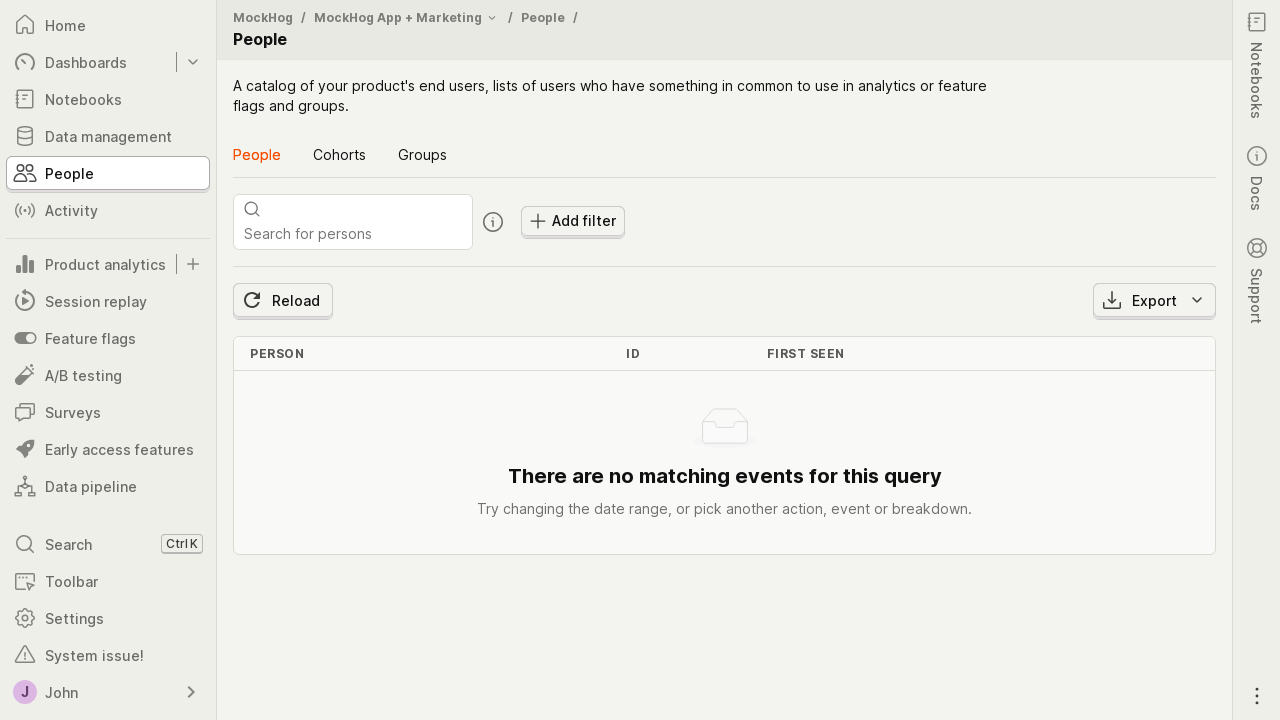 Home
Dashboards
Notebooks
Data management
People
Activity
Product analytics
Session replay
Feature flags
A/B testing
Surveys
Early access features
Data pipeline
Search
Ctrl K
Toolbar
Settings
System issue!
J
John
MockHog / MockHog App + Marketing / People /
People
A catalog of your product's end users, lists of users who have something in common to use in analytics or feature
flags and groups.
People Cohorts Groups
Search for persons
Add filter
Reload
Export
PERSON ID FIRST SEEN
There are no matching events for this query
Try changing the date range, or pick another action, event or breakdown.
Notebooks
Docs
Support